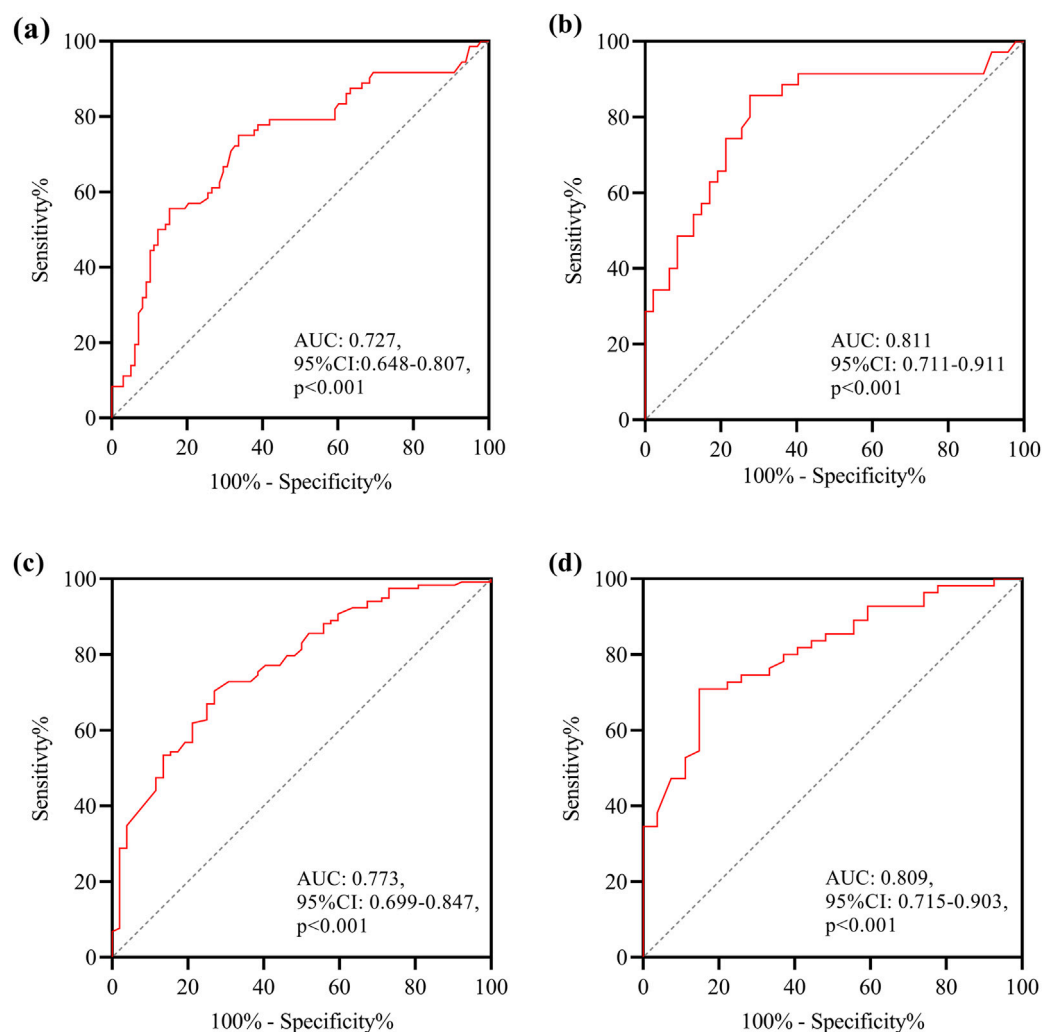 (a)
100
80
60
40
20
0
Sensitivty%
AUC: 0.727,
95%CI:0.648-0.807,
p<0.001
0 20 40 60 80 100
100% - Specificity%
(b)
100
80
60
40
20
0
Sensitivty%
AUC: 0.811
95%CI: 0.711-0.911
p<0.001
0 20 40 60 80 100
100% - Specificity%
(c)
100
80
60
40
20
0
Sensitivty%
AUC: 0.773,
95%CI: 0.699-0.847,
p<0.001
0 20 40 60 80 100
100% - Specificity%
(d)
100
80
60
40
20
0
Sensitivty%
AUC: 0.809,
95%CI: 0.715-0.903,
p<0.001
0 20 40 60 80 100
100% - Specificity%